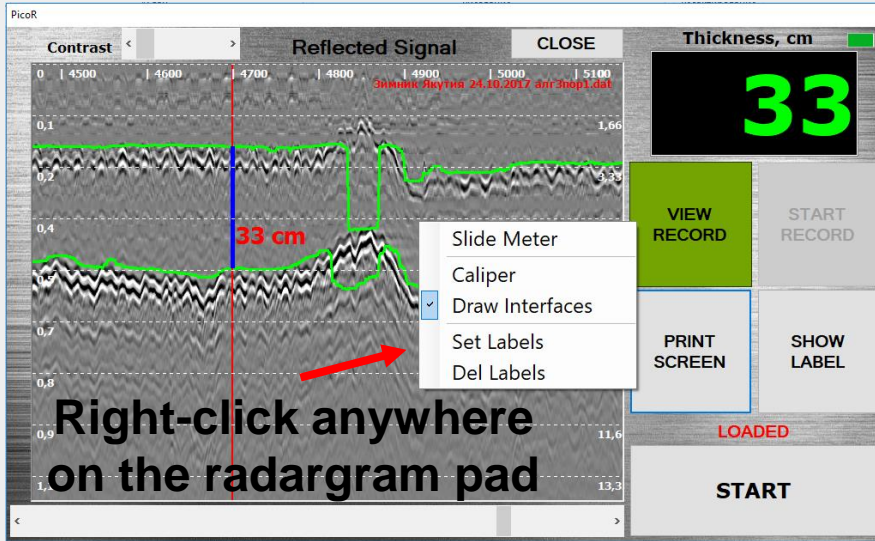 PicoR
Contrast
Reflected Signal
CLOSE
Thickness, cm
0 | 4500 | 4600 | 4700 | 4800 | 4900 | 5000 | 5100
Зимник Якутия 24.10.2017 алг3пор1.dat
33
0,1
1,66
0,2
3,33
0,4
33 cm
Slide Meter
Caliper
Draw Interfaces
Set Labels
Del Labels
VIEW
RECORD
START
RECORD
0,7
0,8
PRINT
SCREEN
SHOW
LABEL
Right-click anywhere
on the radargram pad
0,9
11,6
13,3
LOADED
START